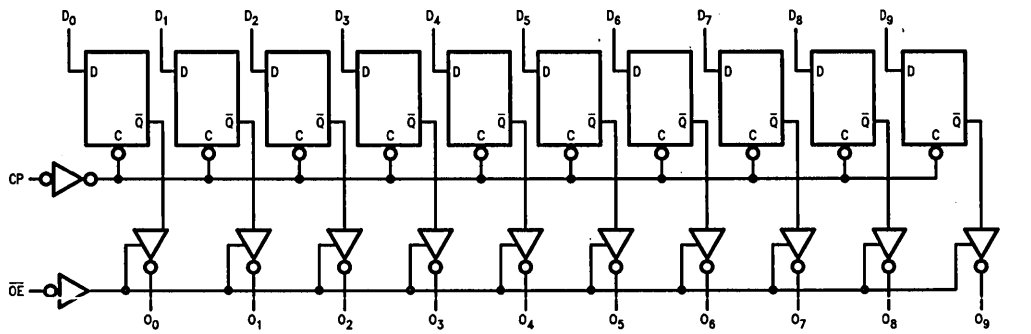 D₀ D₁ D₂ D₃ D₄ D₅ D₆ D₇ D₈ D₉
D D D D D D D D D D
Q̅ Q̅ Q̅ Q̅ Q̅ Q̅ Q̅ Q̅ Q̅ Q̅
C C C C C C C C C C
CP
O̅E̅
O₀ O₁ O₂ O₃ O₄ O₅ O₆ O₇ O₈ O₉